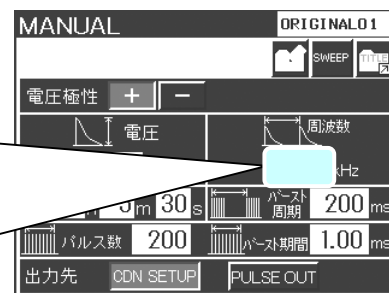 MANUAL ORIGINAL01
SWEEP TITLE
電圧極性 + −
電圧 周波数
kHz
m 30 s バースト周期 200 ms
パルス数 200 バースト期間 1.00 ms
出力先 CDN SETUP PULSE OUT